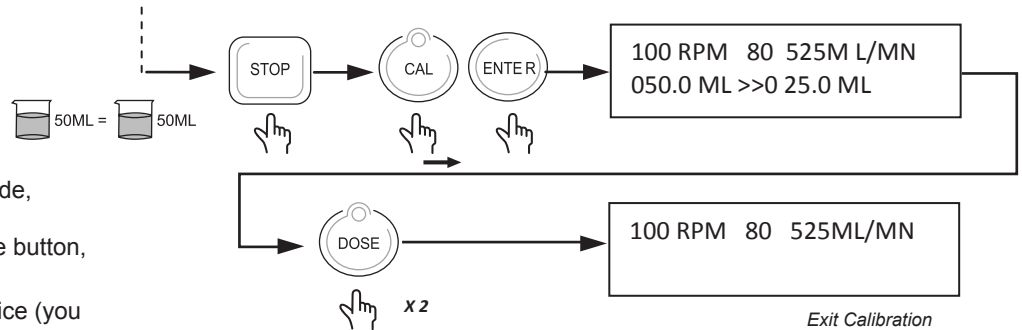 STOP
CAL
ENTE R
100 RPM 80 525M L/MN
050.0 ML >>0 25.0 ML
50ML = 50ML
de,
e button,
ice (you
DOSE
X 2
100 RPM 80 525ML/MN
Exit Calibration